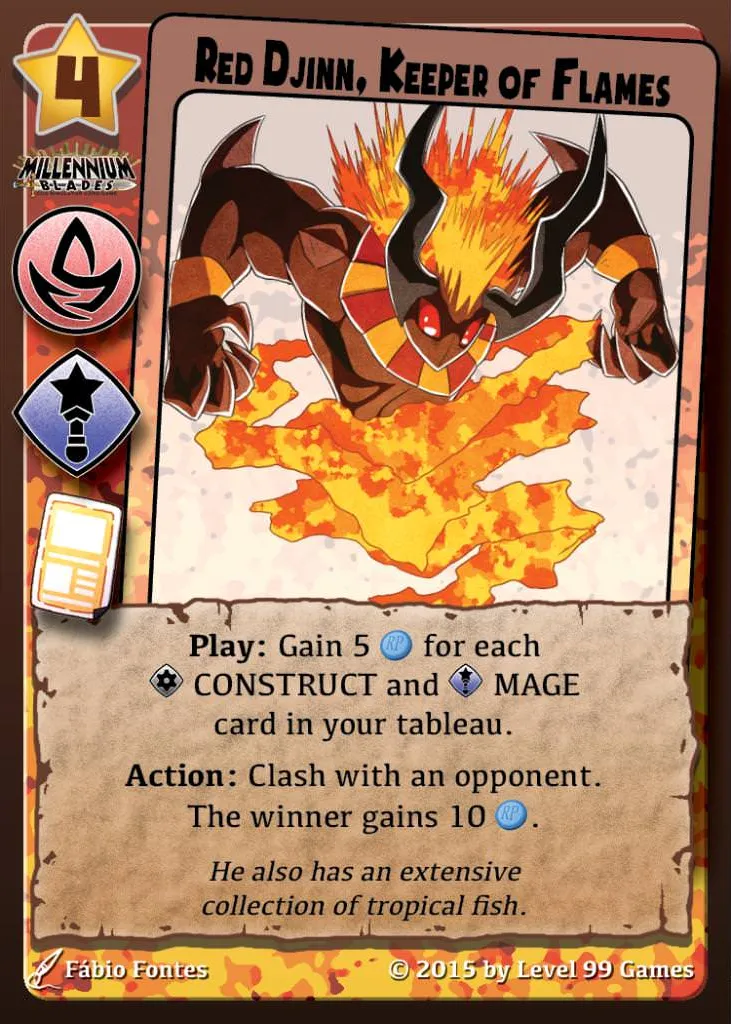 4
RED DJINN, KEEPER OF FLAMES
MILLENNIUM
BLADES
Play: Gain 5 RP for each
CONSTRUCT and MAGE
card in your tableau.
Action: Clash with an opponent.
The winner gains 10 RP.
He also has an extensive
collection of tropical fish.
Fábio Fontes
© 2015 by Level 99 Games